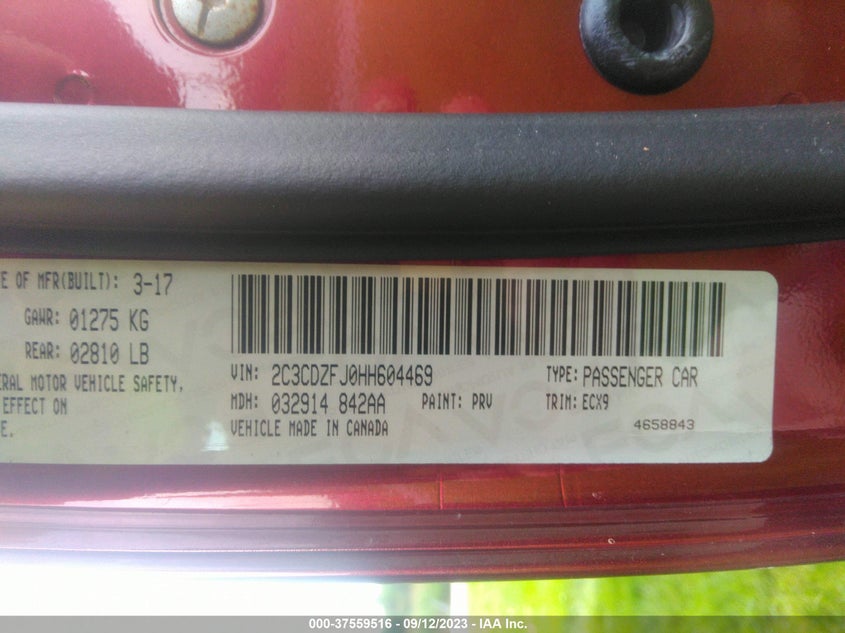 E OF MFR(BUILT): 3-17
GAWR: 01275 KG
REAR: 02810 LB
ERAL MOTOR VEHICLE SAFETY,
EFFECT ON
E.
VIN: 2C3CDZFJ0HH604469
TYPE: PASSENGER CAR
MDH: 032914 842AA
PAINT: PRV
TRIM: ECX9
VEHICLE MADE IN CANADA
4658843
000-37559516 - 09/12/2023 - IAA Inc.